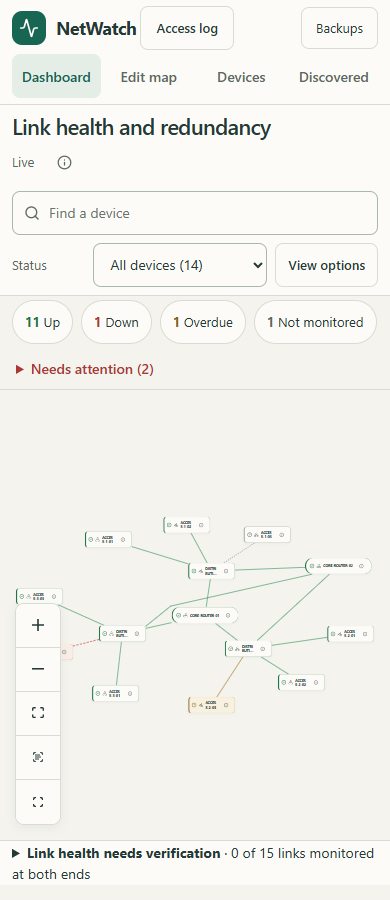 NetWatch
Access log
Backups
Dashboard
Edit map
Devices
Discovered
Link health and redundancy
Live
Find a device
Status
All devices (14)
View options
11 Up
1 Down
1 Overdue
1 Not monitored
Needs attention (2)
CORE ROUTER 02
CORE ROUTER 01
Link health needs verification · 0 of 15 links monitored
at both ends